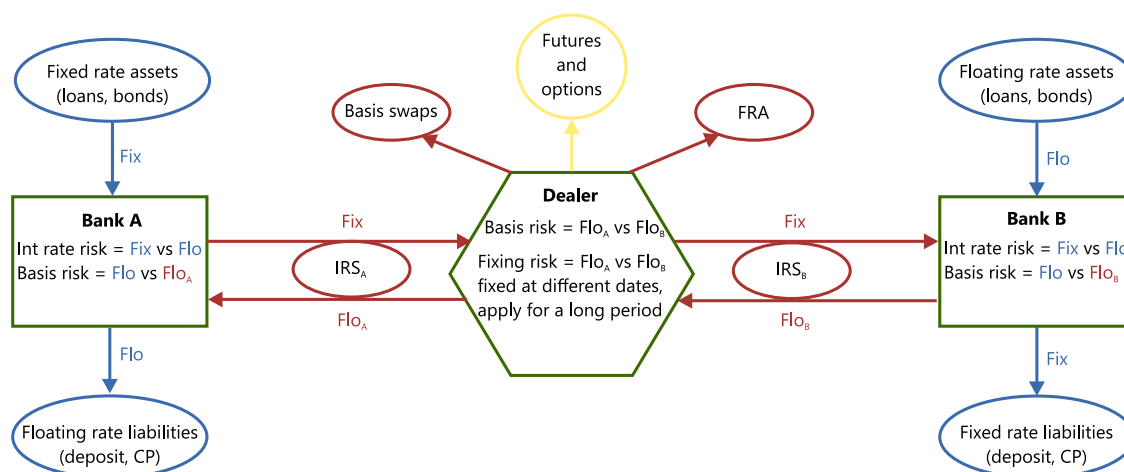 Fixed rate assets
(loans, bonds)
Futures
and
options
Floating rate assets
(loans, bonds)
Basis swaps
FRA
Fix
Flo
Bank A
Int rate risk = Fix vs Flo
Basis risk = Flo vs FloA
Fix
IRSA
FloA
Dealer
Basis risk = FloA vs FloB
Fixing risk = FloA vs FloB
fixed at different dates,
apply for a long period
Fix
IRSB
FloB
Bank B
Int rate risk = Fix vs Flo
Basis risk = Flo vs FloB
Flo
Fix
Floating rate liabilities
(deposit, CP)
Fixed rate liabilities
(deposit, CP)